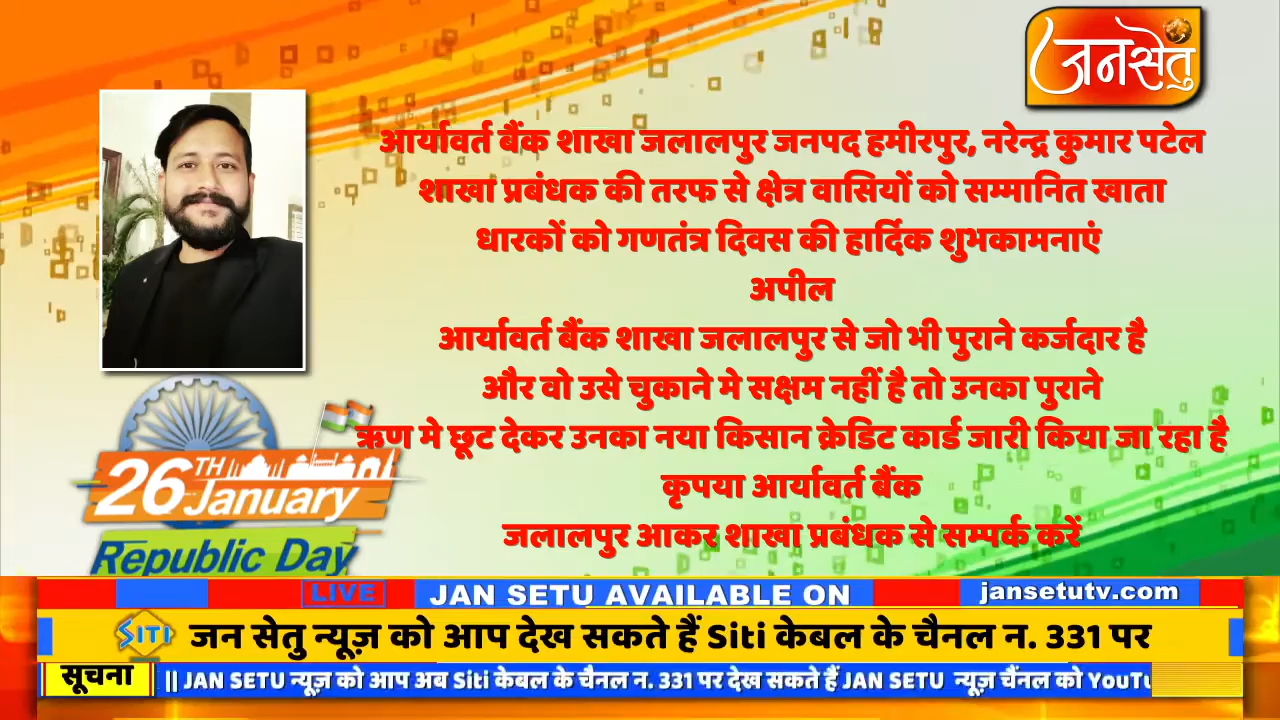 जनसेतु
आर्यावर्त बैंक शाखा जलालपुर जनपद हमीरपुर, नरेन्द्र कुमार पटेल
शाखा प्रबंधक की तरफ से क्षेत्र वासियों को सम्मानित खाता
धारकों को गणतंत्र दिवस की हार्दिक शुभकामनाएं
अपील
आर्यावर्त बैंक शाखा जलालपुर से जो भी पुराने कर्जदार है
और वो उसे चुकाने मे सक्षम नहीं है तो उनका पुराने
ऋण मे छूट देकर उनका नया किसान क्रेडिट कार्ड जारी किया जा रहा है
कृपया आर्यावर्त बैंक
जलालपुर आकर शाखा प्रबंधक से सम्पर्क करें
26TH
January
Republic Day
LIVE JAN SETU AVAILABLE ON jansetutv.com
SITI जन सेतु न्यूज़ को आप देख सकते हैं Siti केबल के चैनल न. 331 पर
सूचना || JAN SETU न्यूज़ को आप अब Siti केबल के चैनल न. 331 पर देख सकते हैं JAN SETU न्यूज़ चैंनल को